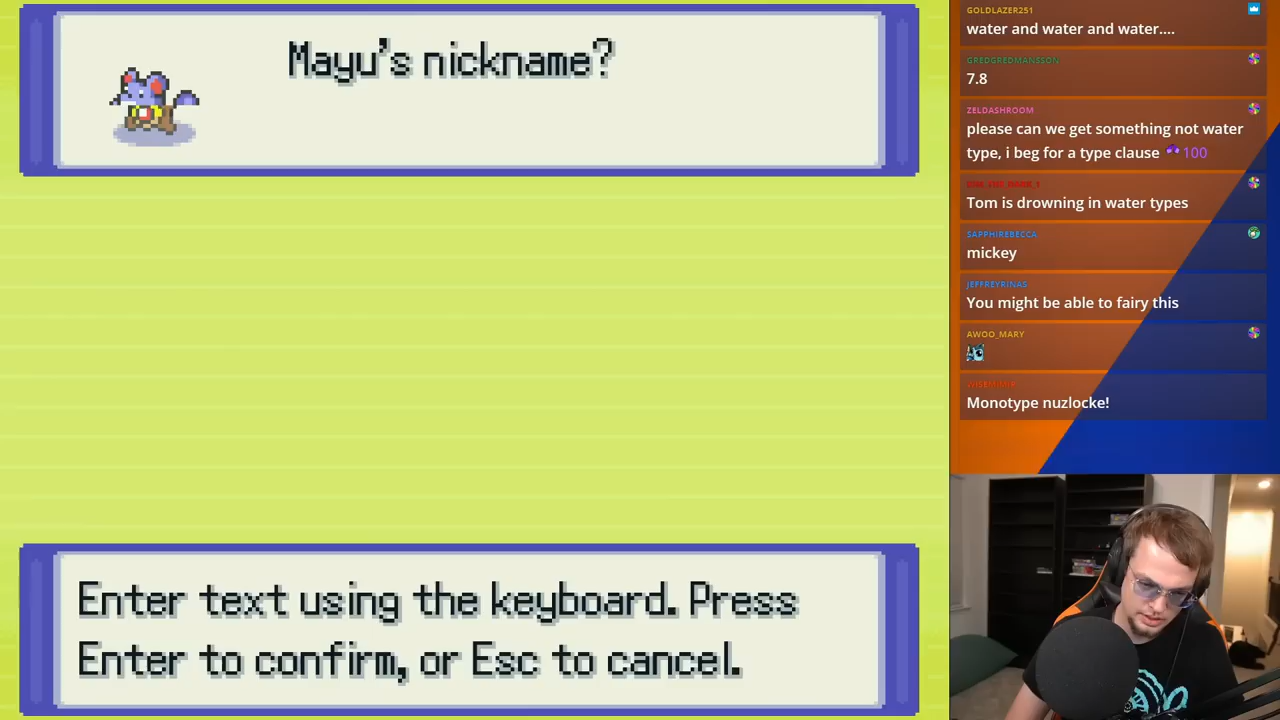 Mayu's nickname?
Enter text using the keyboard. Press
Enter to confirm, or Esc to cancel.
GOLDLAZER251
water and water and water....
GREDGREDMANSSON
7.8
ZELDASHROOM
please can we get something not water
type, i beg for a type clause 100
Tom is drowning in water types
SAPPHIREBECCA
mickey
JEFFREYRINAS
You might be able to fairy this
AWOO_MARY
Monotype nuzlocke!